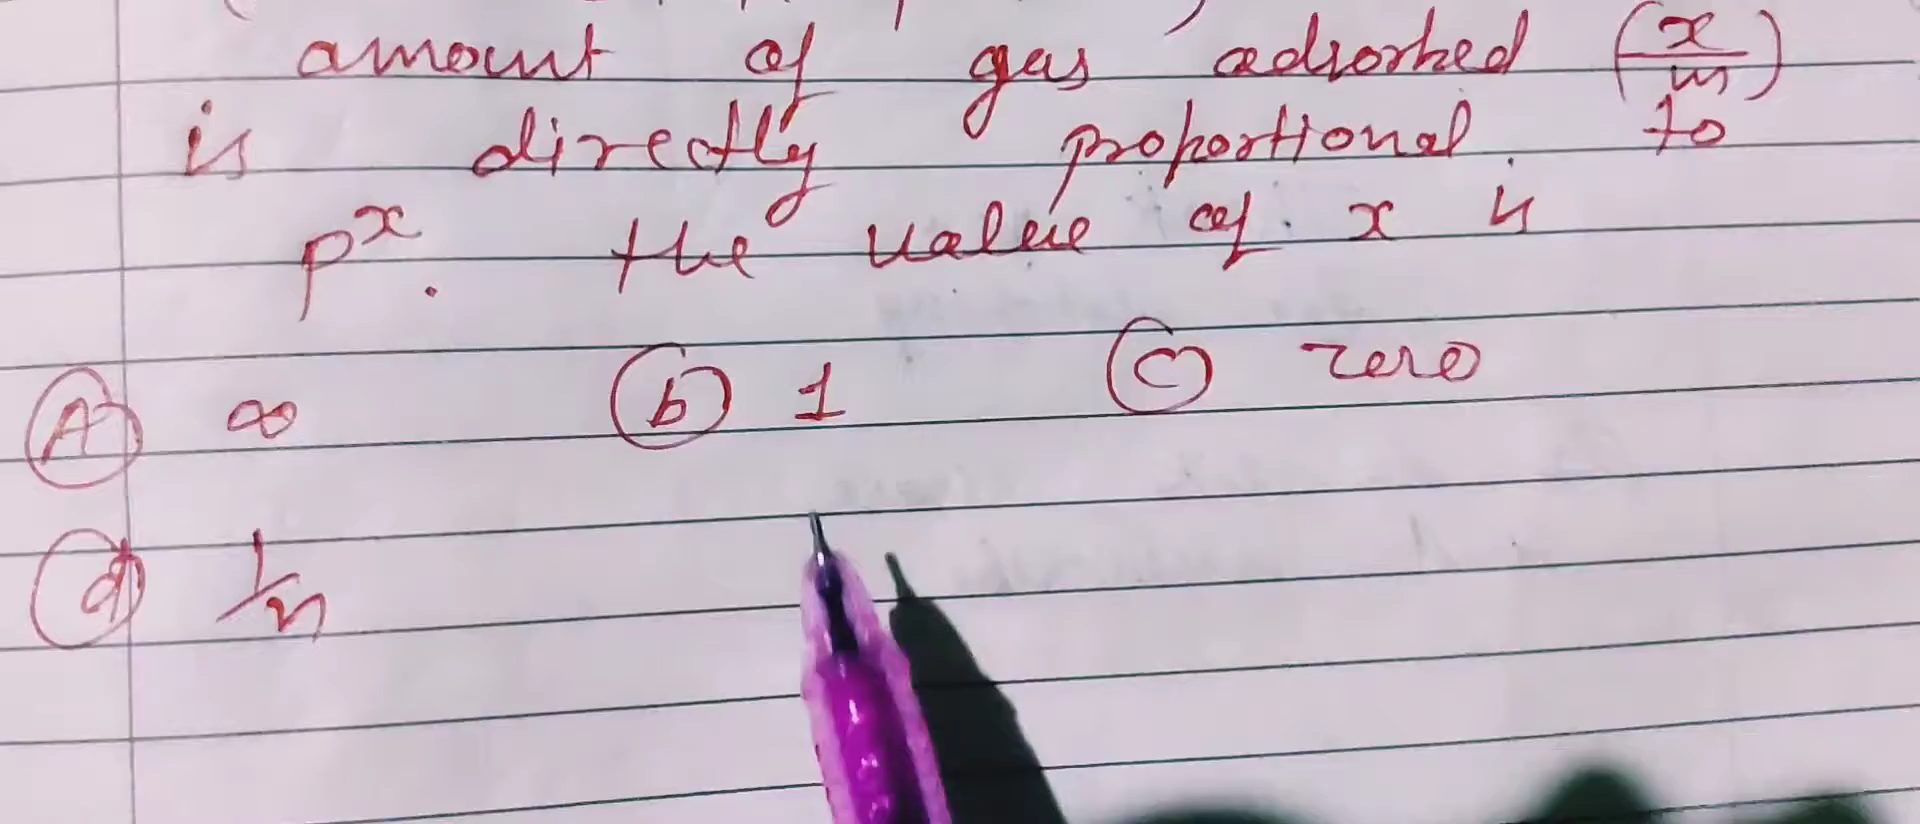 amount of gas adsorbed (x/m)
is directly proportional to
p^x. the value of x is
(A) ∞ (b) 1 (c) zero
(d) 1/n